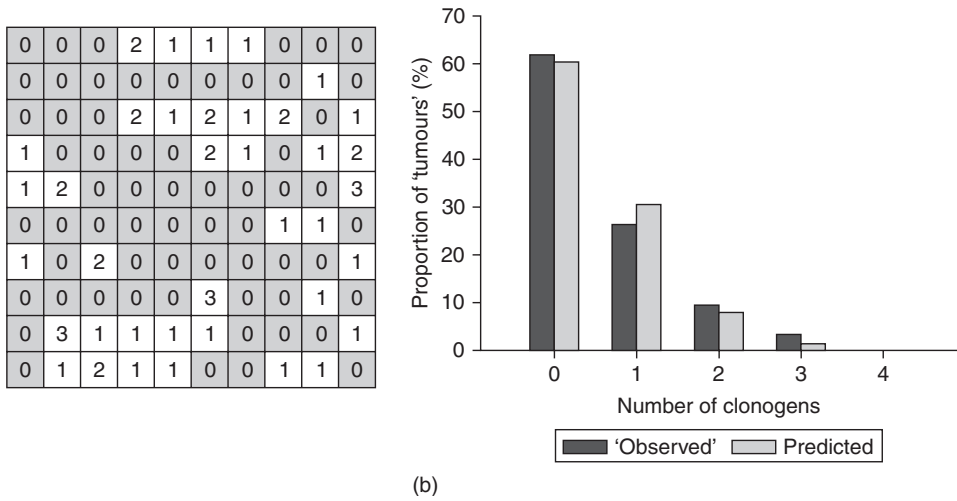 0 0 0 2 1 1 1 0 0 0
0 0 0 0 0 0 0 0 1 0
0 0 0 2 1 2 1 2 0 1
1 0 0 0 0 2 1 0 1 2
1 2 0 0 0 0 0 0 0 3
0 0 0 0 0 0 0 1 1 0
1 0 2 0 0 0 0 0 0 1
0 0 0 0 0 3 0 0 1 0
0 3 1 1 1 1 0 0 0 1
0 1 2 1 1 0 0 1 1 0
Proportion of 'tumours' (%)
70
60
50
40
30
20
10
0
0 1 2 3 4
Number of clonogens
'Observed' Predicted
(b)